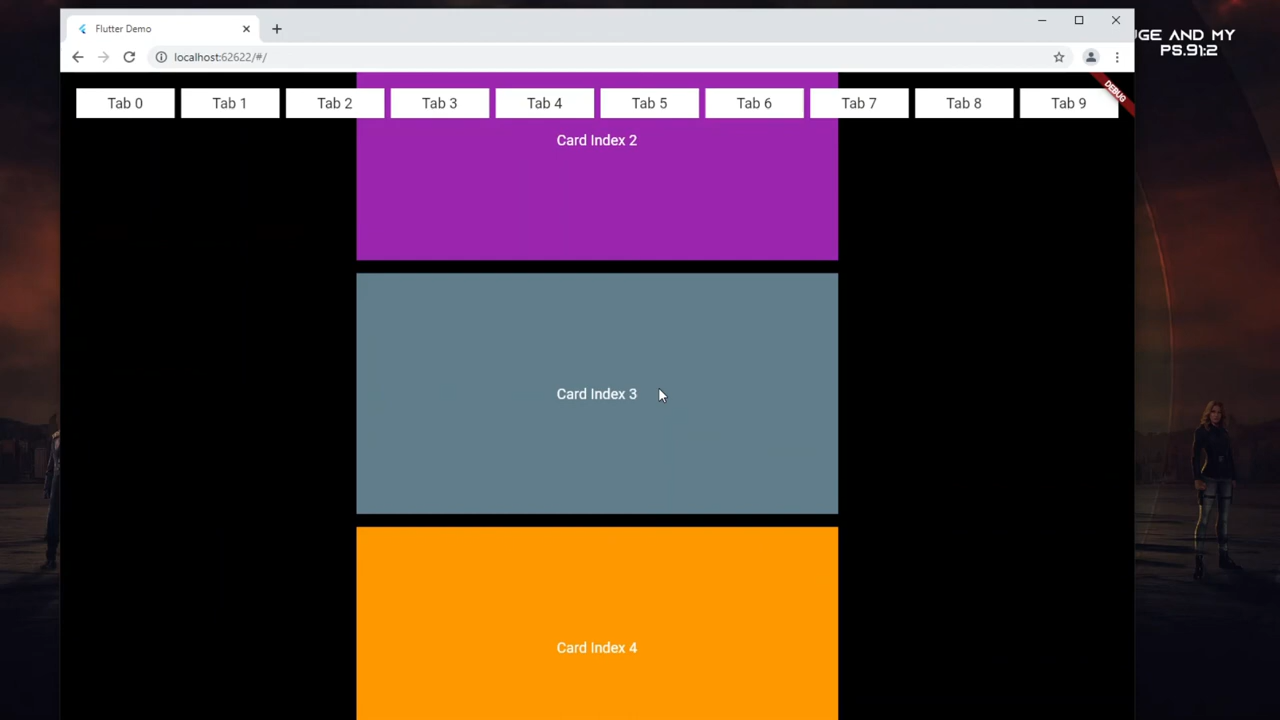 Flutter Demo
localhost:62622/#/
UGE AND MY
PS.91:2
DEBUG
Tab 0 Tab 1 Tab 2 Tab 3 Tab 4 Tab 5 Tab 6 Tab 7 Tab 8 Tab 9
Card Index 2
Card Index 3
Card Index 4